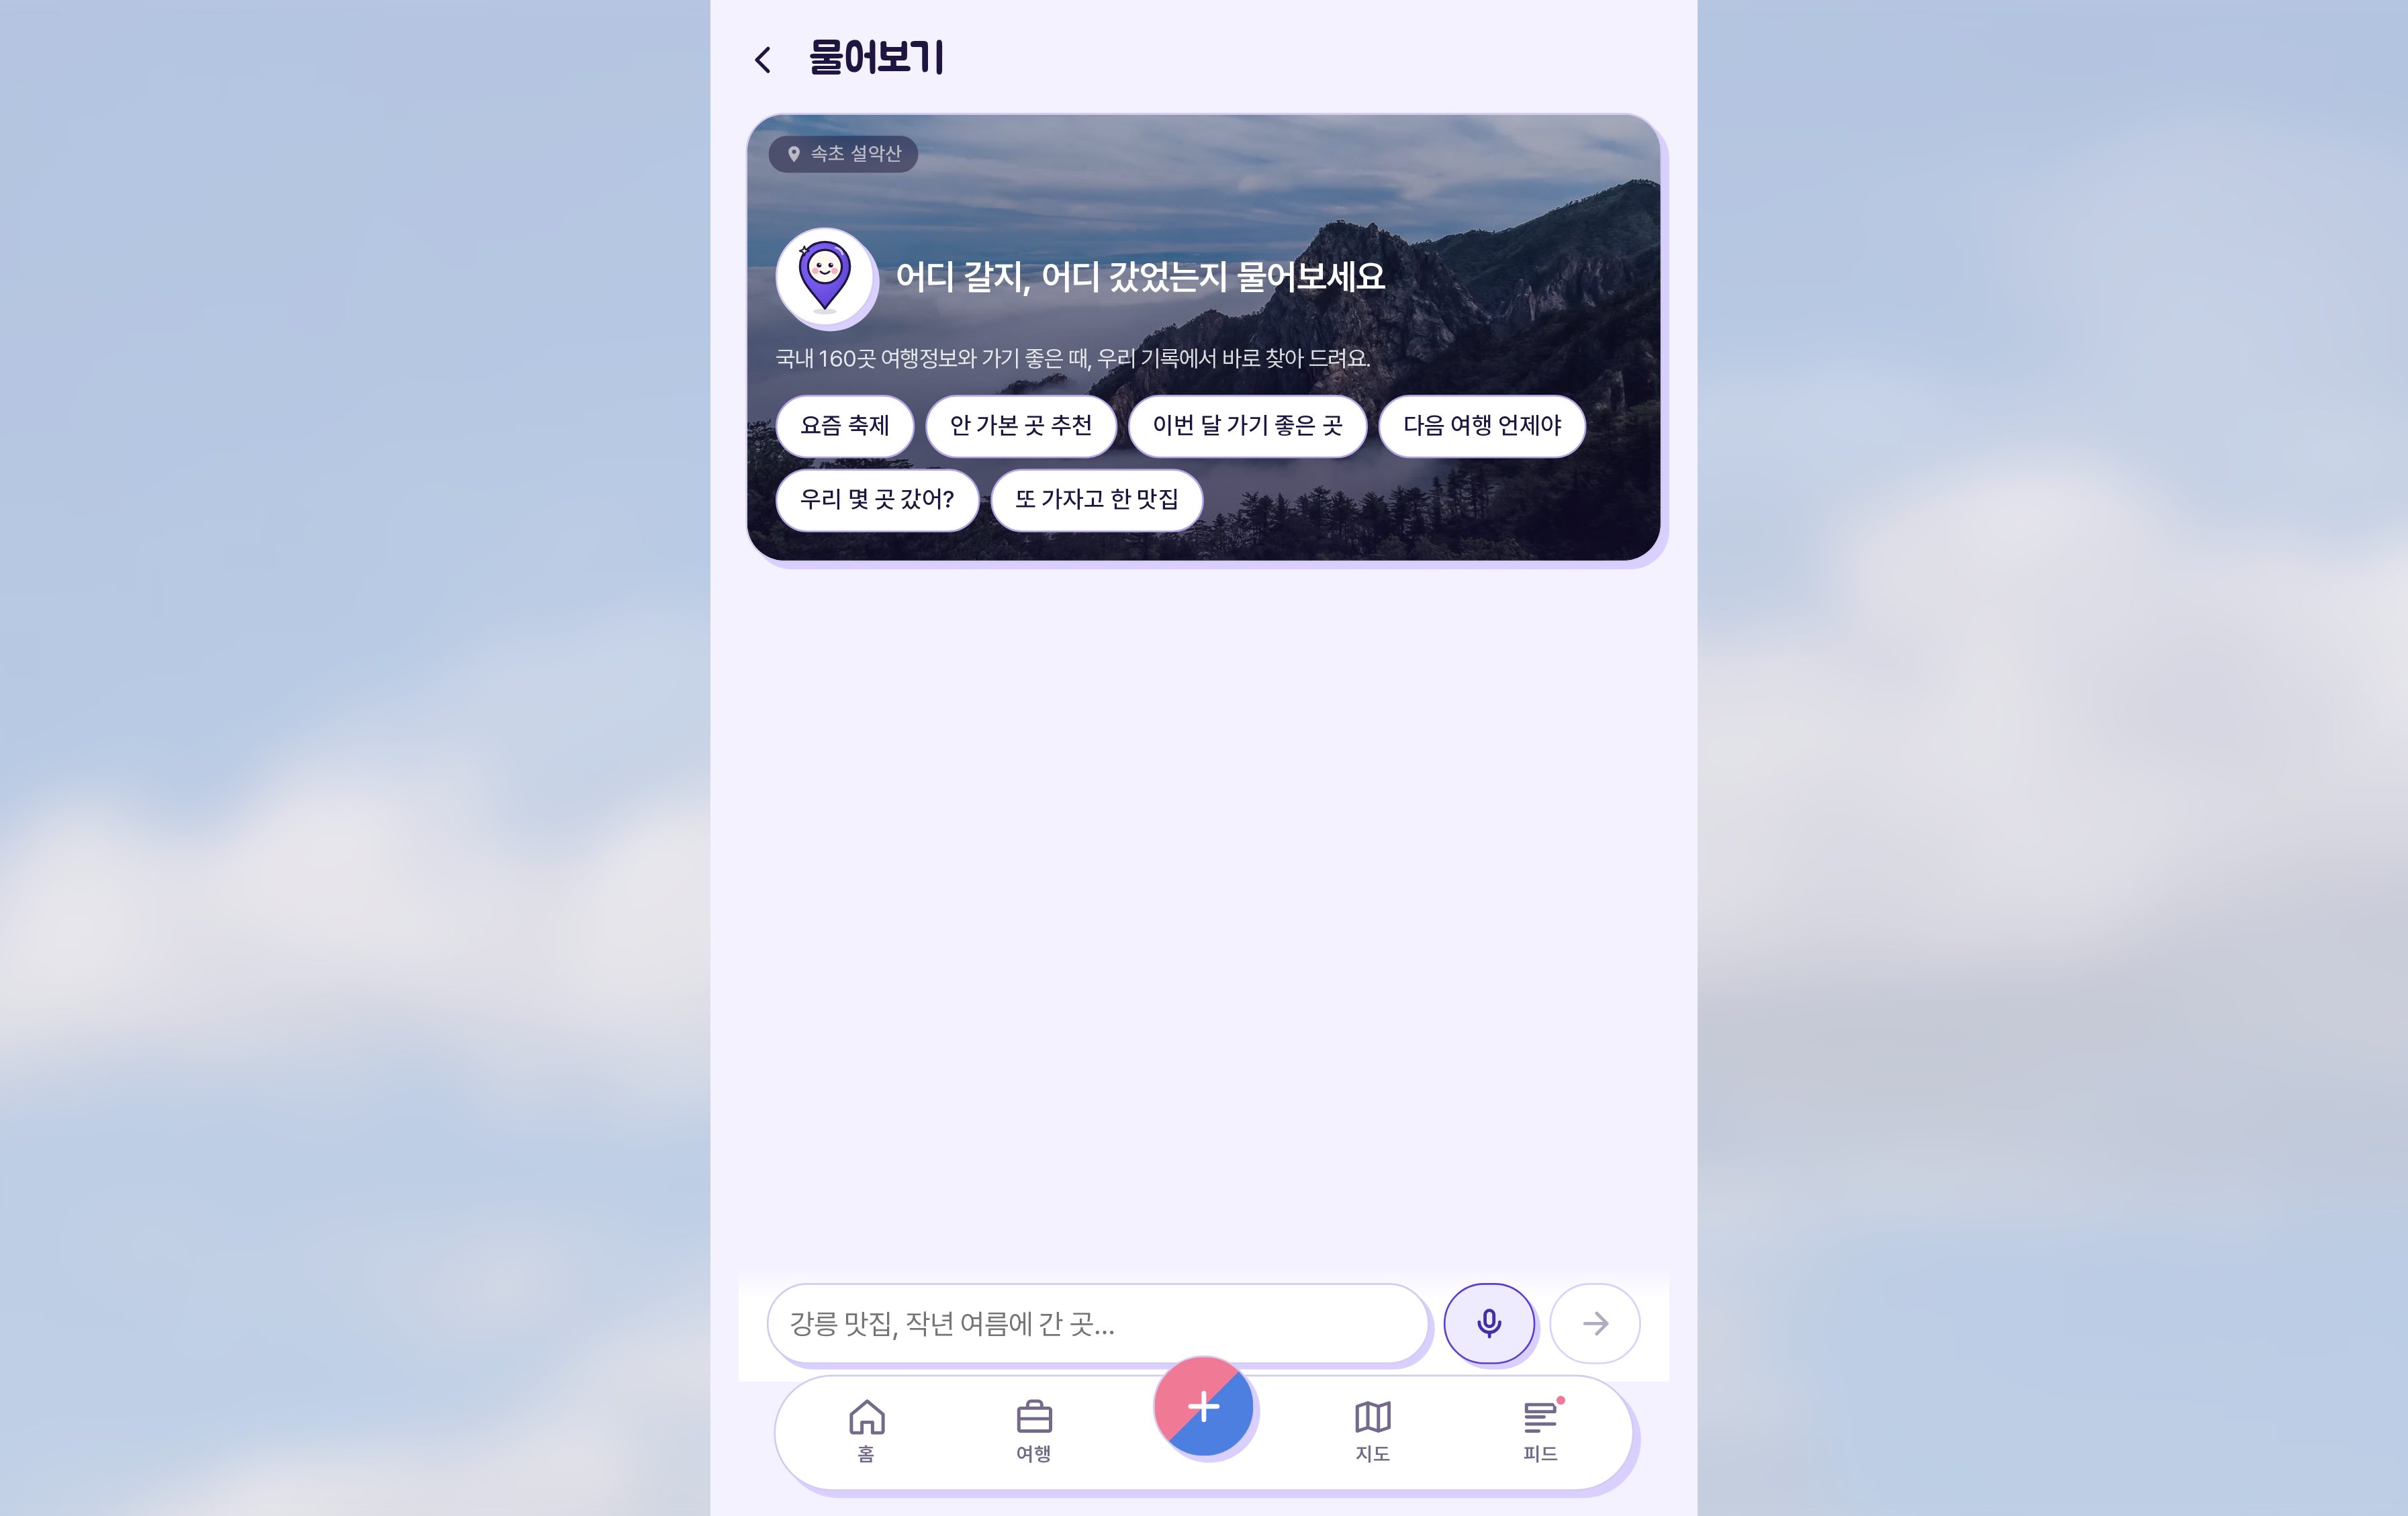 물어보기
속초 설악산
어디 갈지, 어디 갔었는지 물어보세요
국내 160곳 여행정보와 가기 좋은 때, 우리 기록에서 바로 찾아 드려요.
요즘 축제 안 가본 곳 추천 이번 달 가기 좋은 곳 다음 여행 언제야
우리 몇 곳 갔어? 또 가자고 한 맛집
강릉 맛집, 작년 여름에 간 곳...
홈 여행 지도 피드